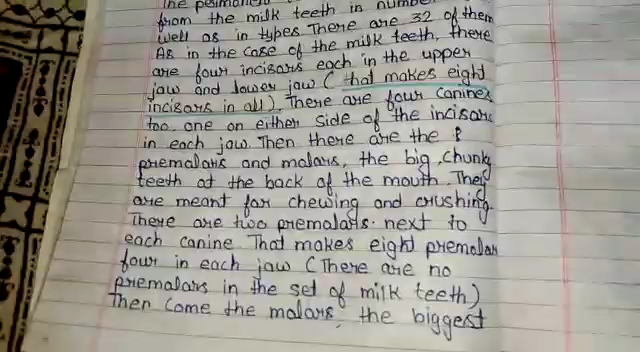 the permanent
from the milk teeth in number
well as in types There are 32 of them
As in the case of the milk teeth, there
are four incisors each in the upper
jaw and lower jaw ( that makes eight
incisors in all). There are four canines
too, one on either side of the incisors
in each jaw. Then there are the
premolars and molars, the big, chunky
teeth at the back of the mouth. They
are meant for chewing and crushing.
There are two premolars. next to
each canine. That makes eight premolar
four in each jaw (There are no
premolars in the set of milk teeth)
Then come the molars, the biggest